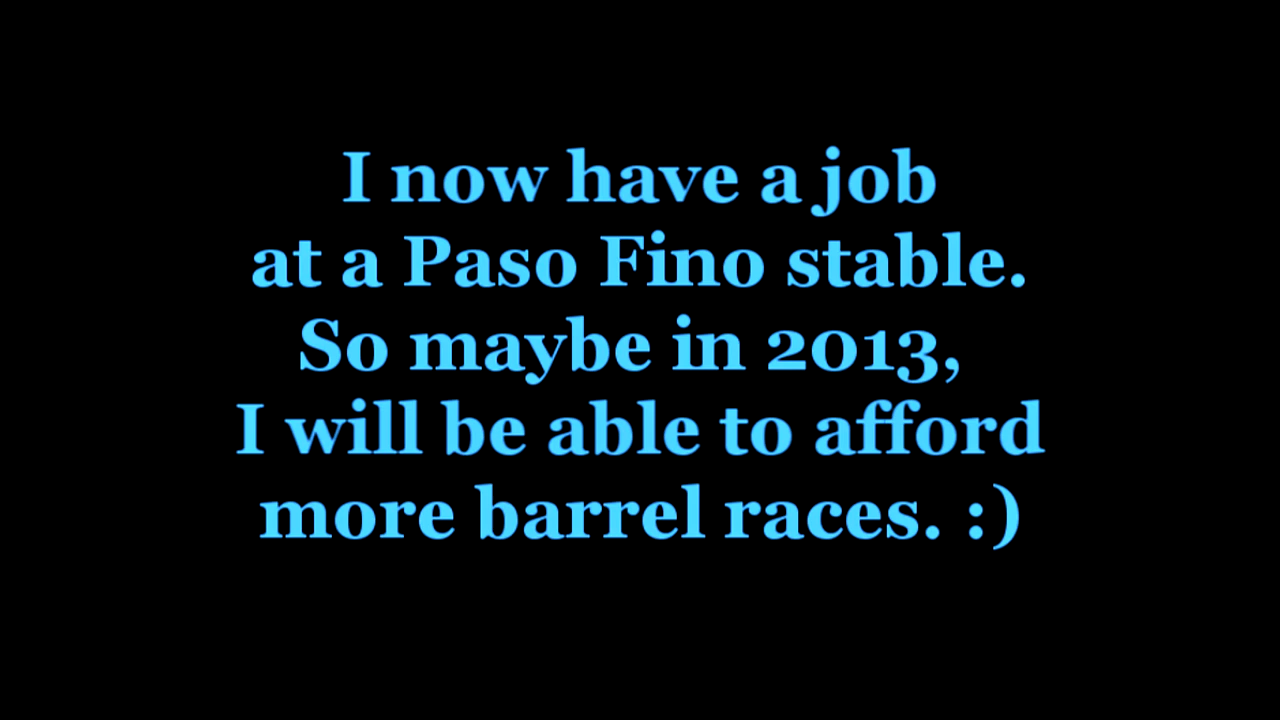 I now have a job
at a Paso Fino stable.
So maybe in 2013,
I will be able to afford
more barrel races. :)